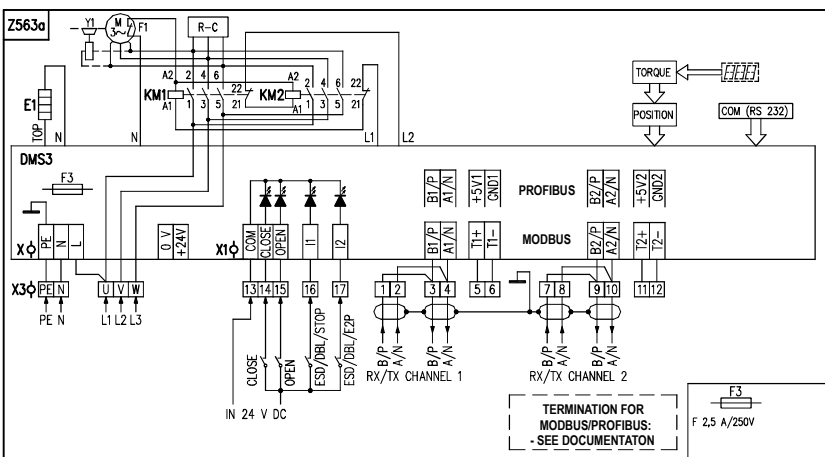 Z563a
Y1
M
3~
F1
R-C
A2 2 4 6
22
A2
2 4 6
22
KM1
A1
1 3 5
21
KM2
A1
1 3 5
21
E1
TOP
N
N
L1
L2
TORQUE
POSITION
COM (RS 232)
DMS3
F3
PROFIBUS
B1/P
A1/N
+5V1
GND1
B2/P
A2/N
+5V2
GND2
MODBUS
B1/P
A1/N
T1+
T1-
B2/P
A2/N
T2+
T2-
X
PE
N
L
0 V
+24V
X1
COM
CLOSE
OPEN
I1
I2
X3
PE N
U V W
13 14 15 16 17
1 2 3 4 5 6
7 8 9 10 11 12
PE N
L1 L2 L3
CLOSE
OPEN
ESD/DBL/STOP
ESD/DBL/E2P
IN 24 V DC
B/P
A/N
B/P
A/N
RX/TX CHANNEL 1
B/P
A/N
B/P
A/N
RX/TX CHANNEL 2
TERMINATION FOR
MODBUS/PROFIBUS:
- SEE DOCUMENTATON
F3
F 2,5 A/250V